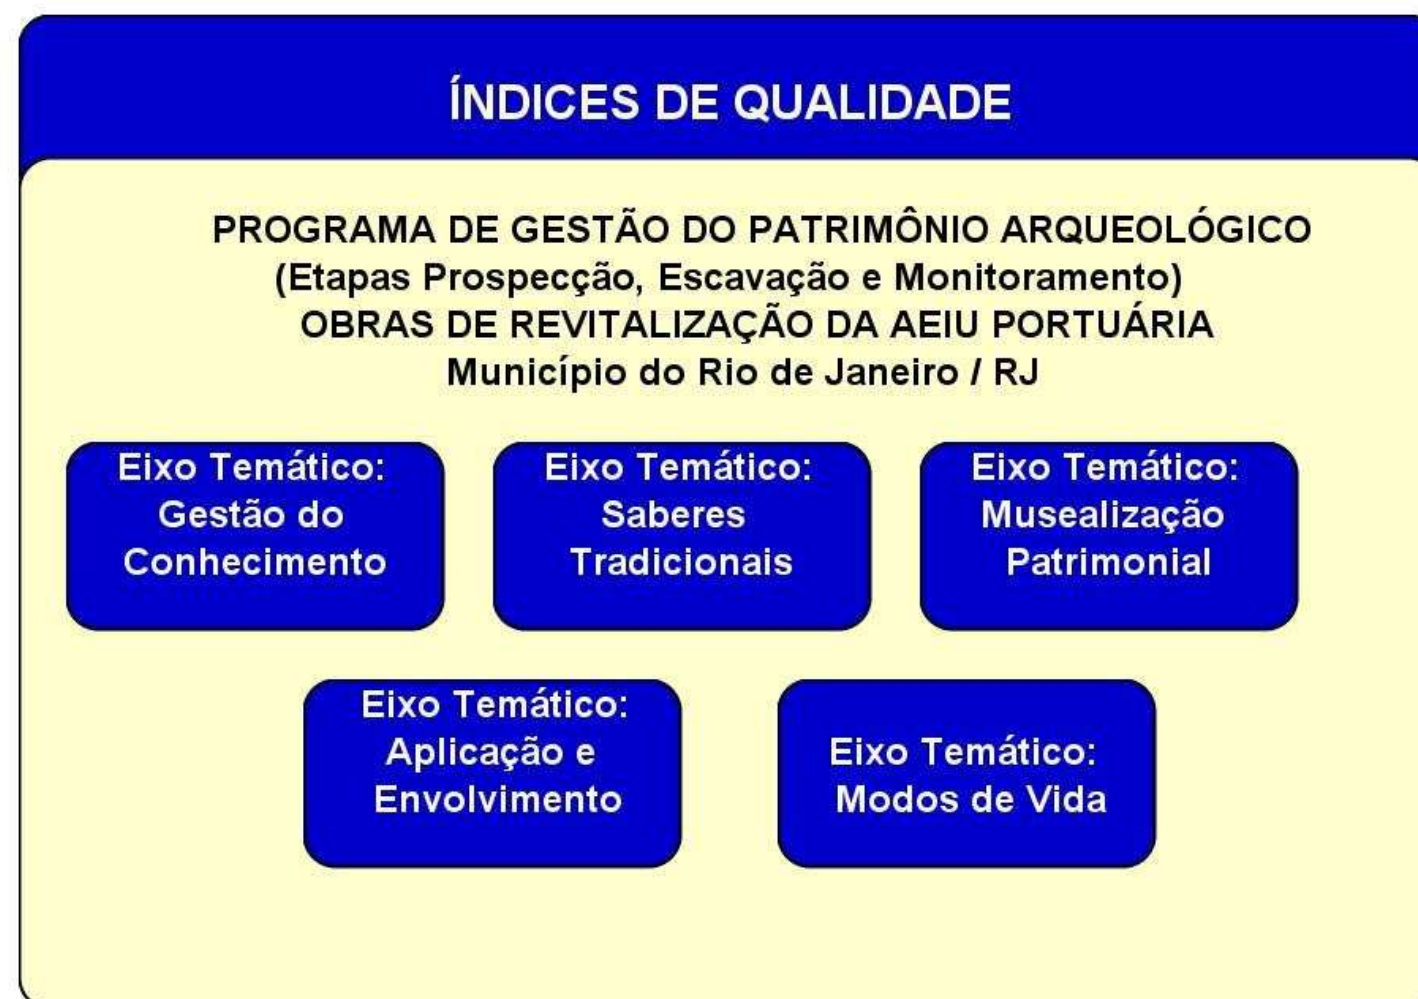 ÍNDICES DE QUALIDADE
PROGRAMA DE GESTÃO DO PATRIMÔNIO ARQUEOLÓGICO
(Etapas Prospecção, Escavação e Monitoramento)
OBRAS DE REVITALIZAÇÃO DA AEIU PORTUÁRIA
Município do Rio de Janeiro / RJ
Eixo Temático:
Gestão do
Conhecimento
Eixo Temático:
Saberes
Tradicionais
Eixo Temático:
Musealização
Patrimonial
Eixo Temático:
Aplicação e
Envolvimento
Eixo Temático:
Modos de Vida